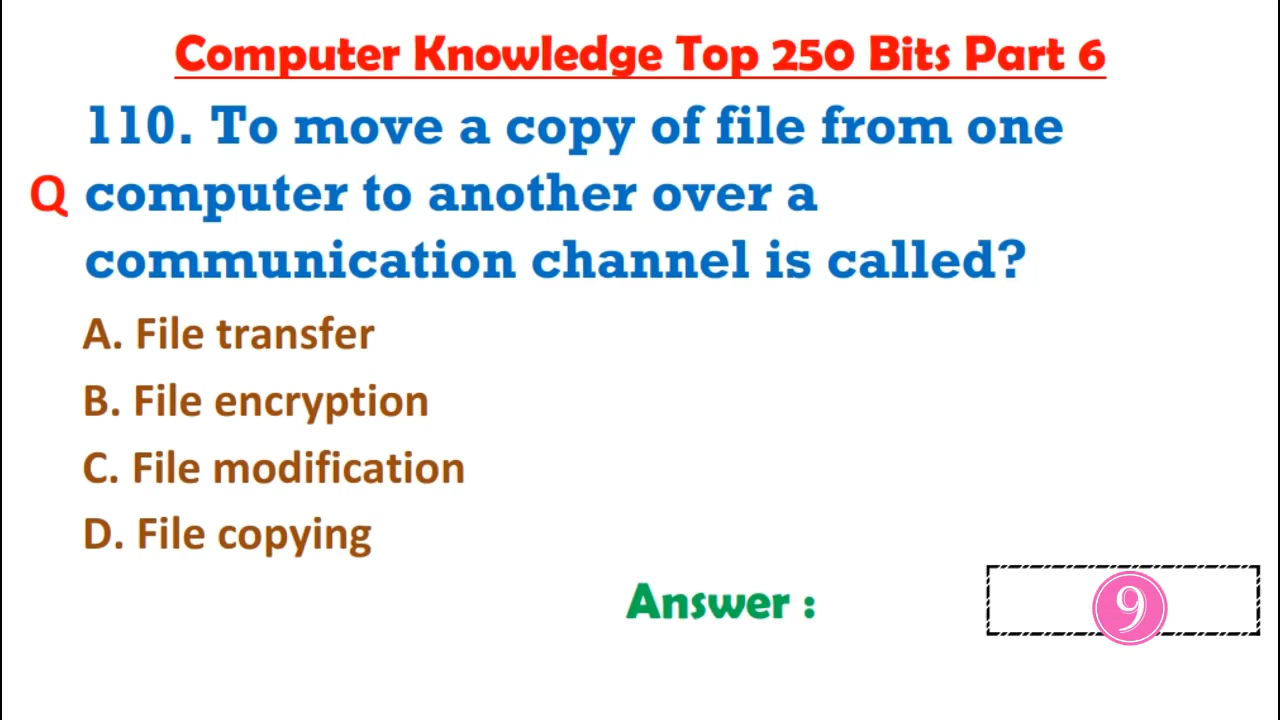 Computer Knowledge Top 250 Bits Part 6
110. To move a copy of file from one
Q computer to another over a
communication channel is called?
A. File transfer
B. File encryption
C. File modification
D. File copying
Answer :
9